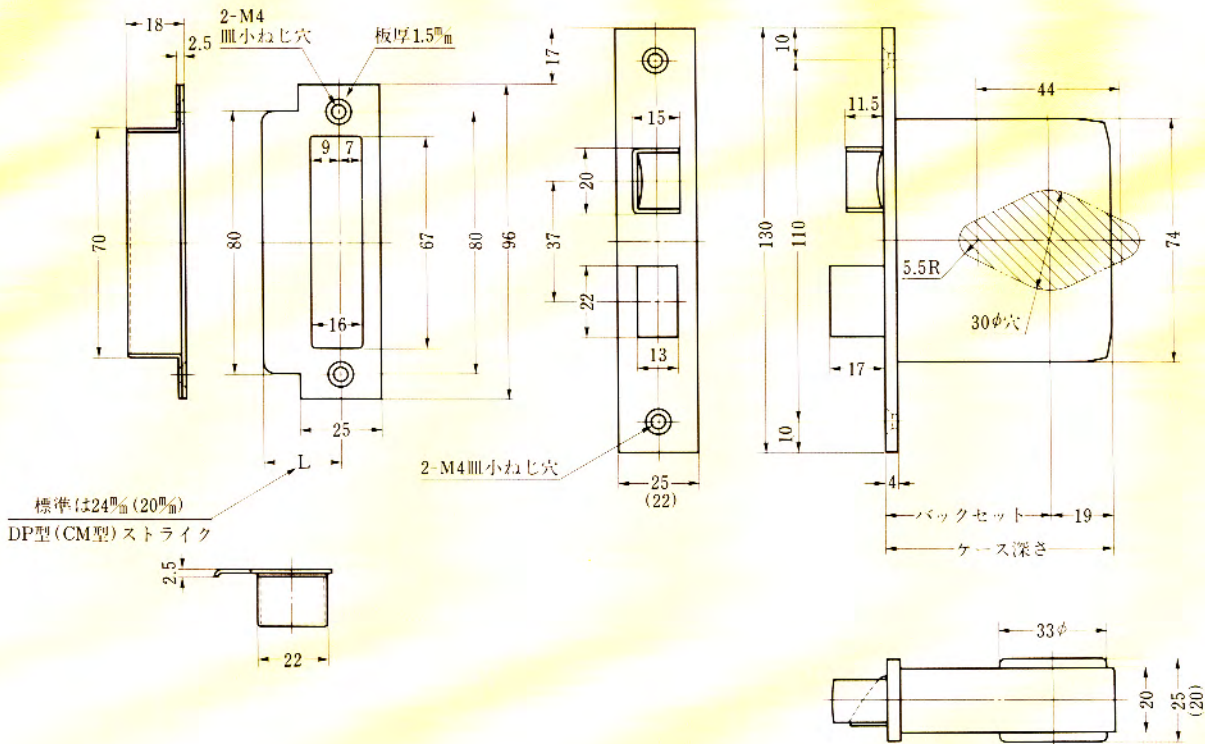 18
2.5
70
2-M4
皿小ねじ穴
板厚1.5㎜
9
7
80
67
80
96
16
25
L
標準は24㎜(20㎜)
DP型(CM型)ストライク
2.5
22
17
15
20
37
22
13
2-M4皿小ねじ穴
25
(22)
130
10
110
10
11.5
44
5.5R
30φ穴
74
17
4
バックセット
19
ケース深さ
33φ
20
25
(20)